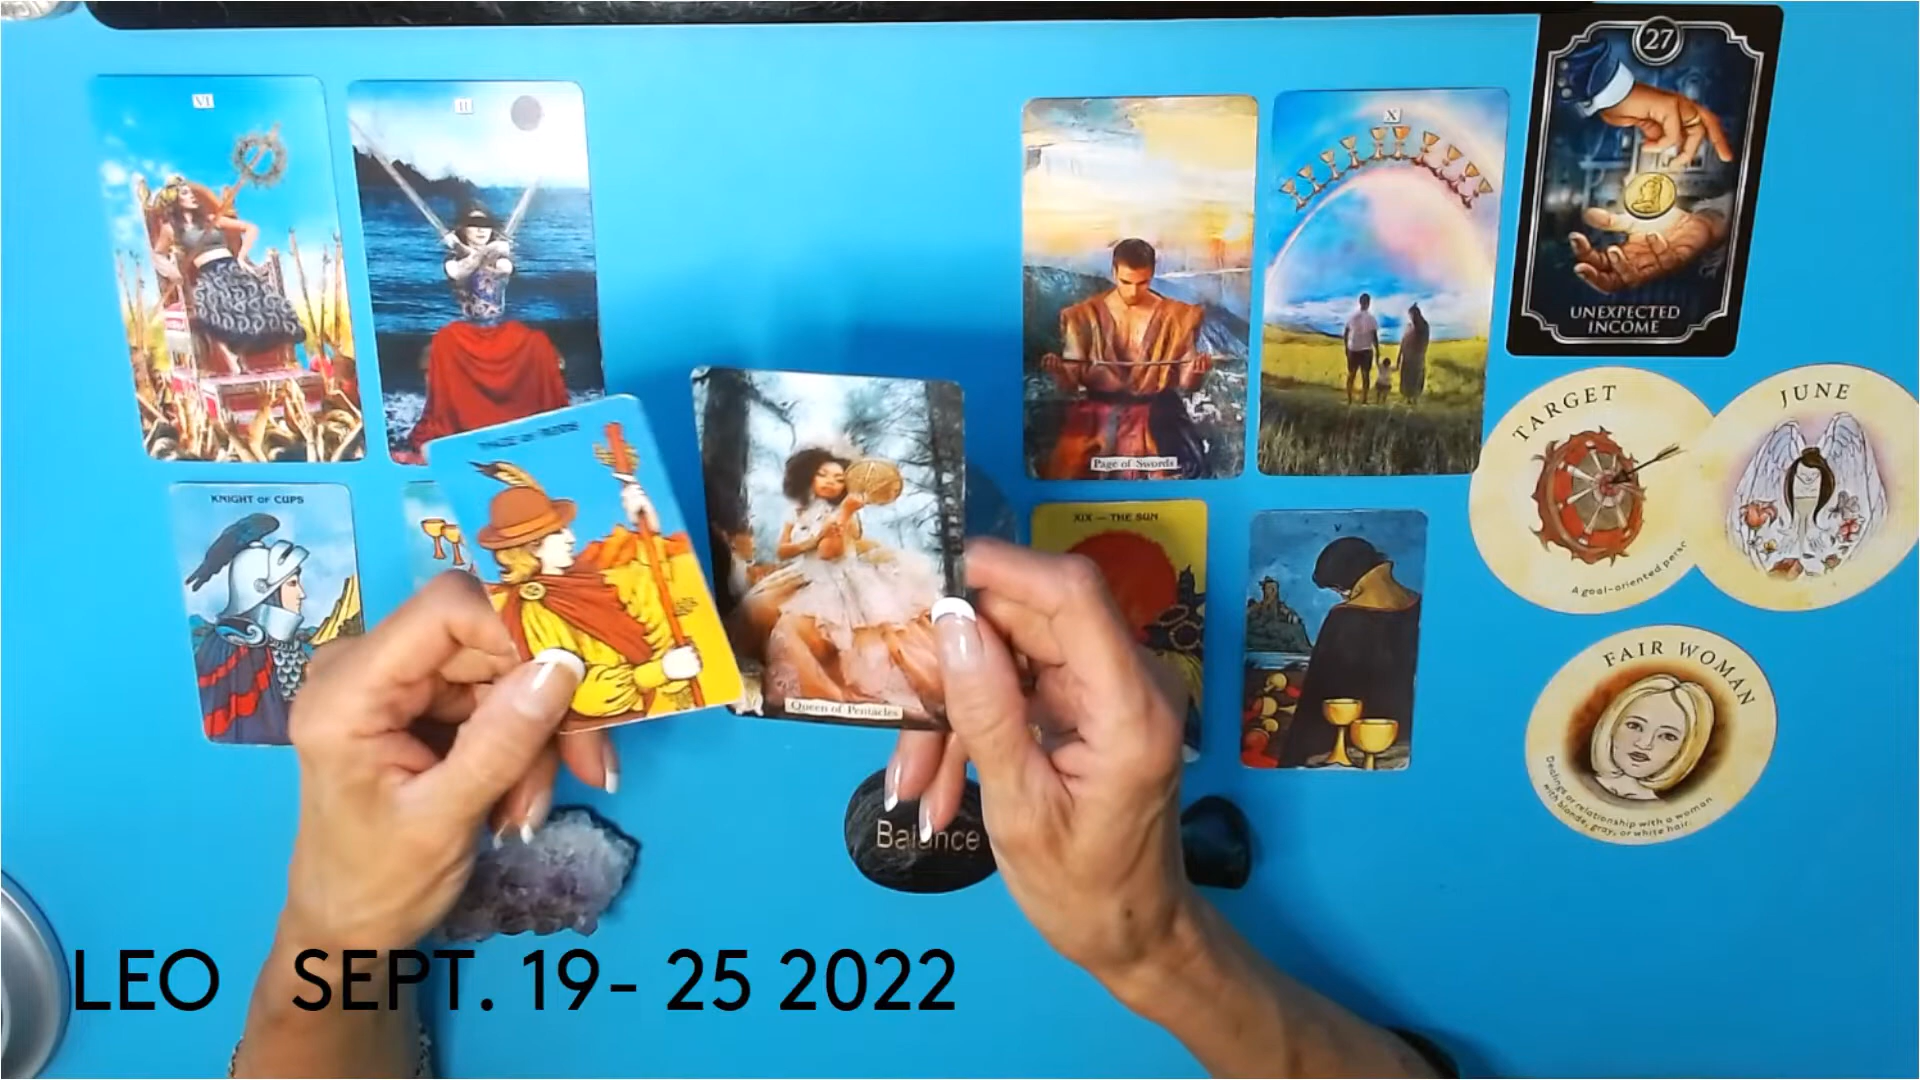 VI
II
X
27
UNEXPECTED
INCOME
Page of Swords
TARGET
A goal-oriented
JUNE
KNIGHT OF CUPS
Queen of Pentacles
XIX — THE SUN
V
FAIR WOMAN
Dealings or relationship with a woman
with blonde, gray, or white hair.
Balance
LEO SEPT. 19- 25 2022